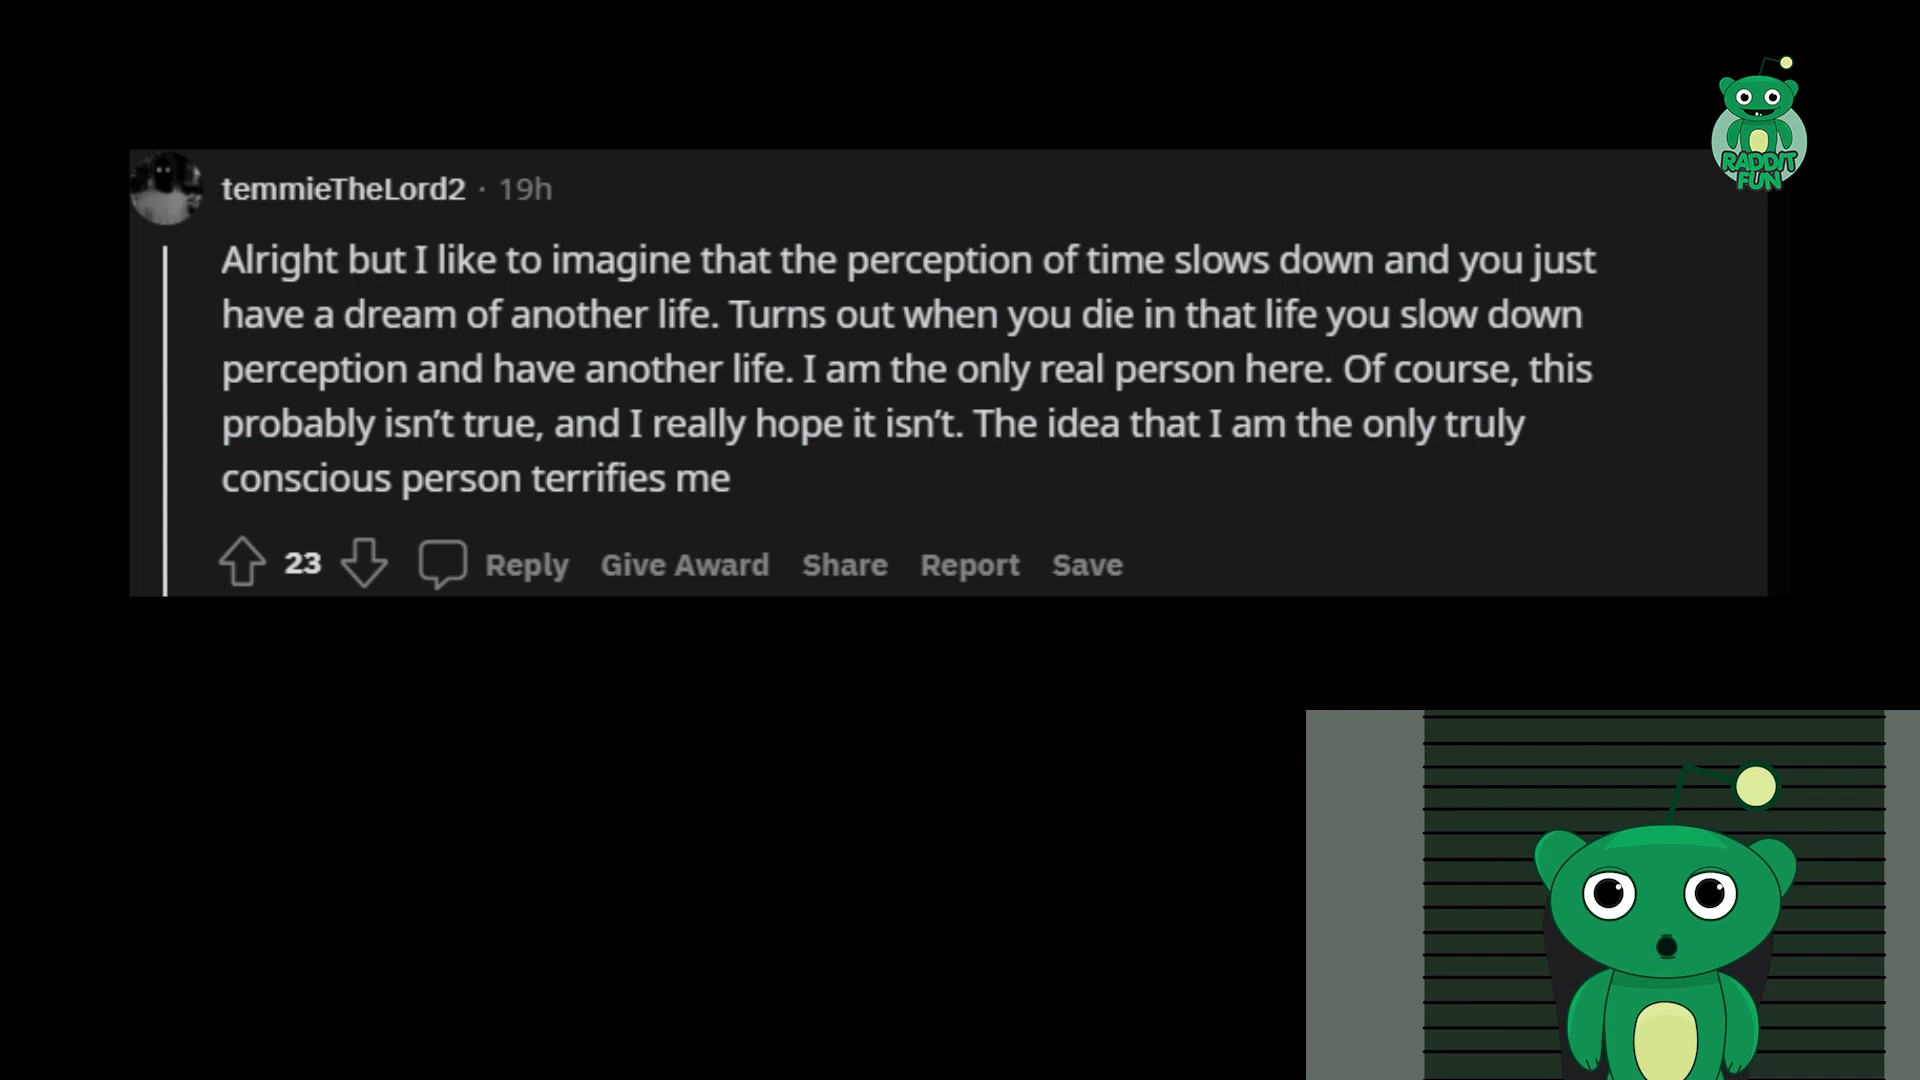 RADDIT
FUN
temmieTheLord2 · 19h
Alright but I like to imagine that the perception of time slows down and you just
have a dream of another life. Turns out when you die in that life you slow down
perception and have another life. I am the only real person here. Of course, this
probably isn’t true, and I really hope it isn’t. The idea that I am the only truly
conscious person terrifies me
23 Reply Give Award Share Report Save